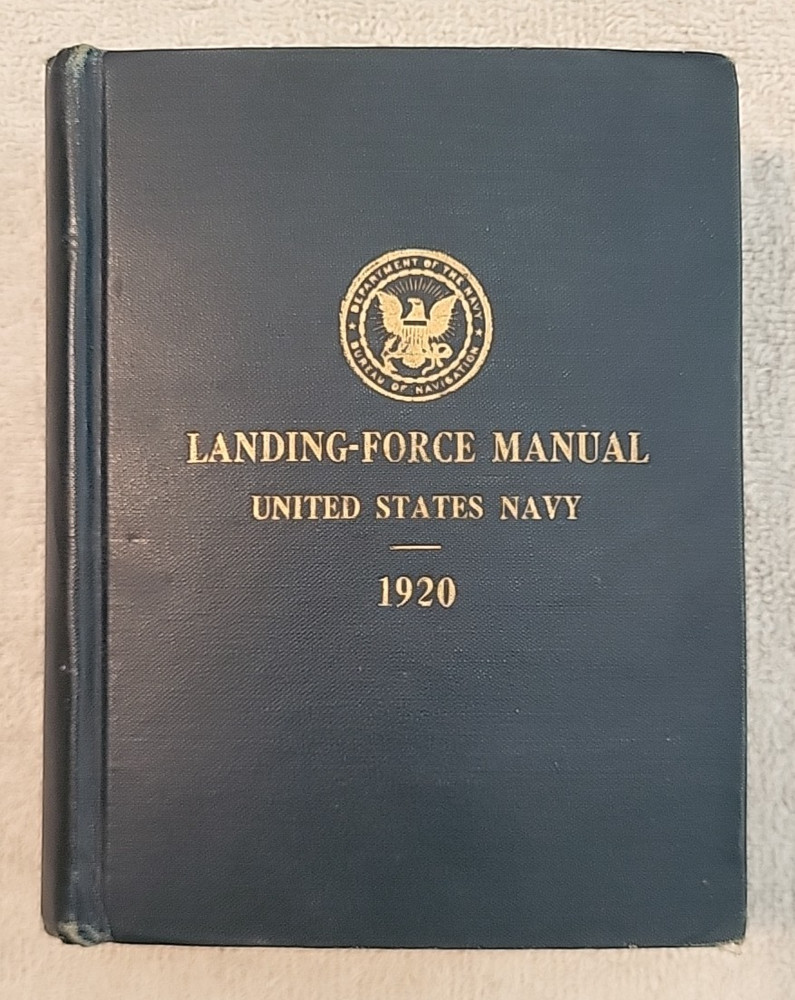 DEPARTMENT OF THE NAVY
BUREAU OF NAVIGATION
LANDING-FORCE MANUAL
UNITED STATES NAVY
1920